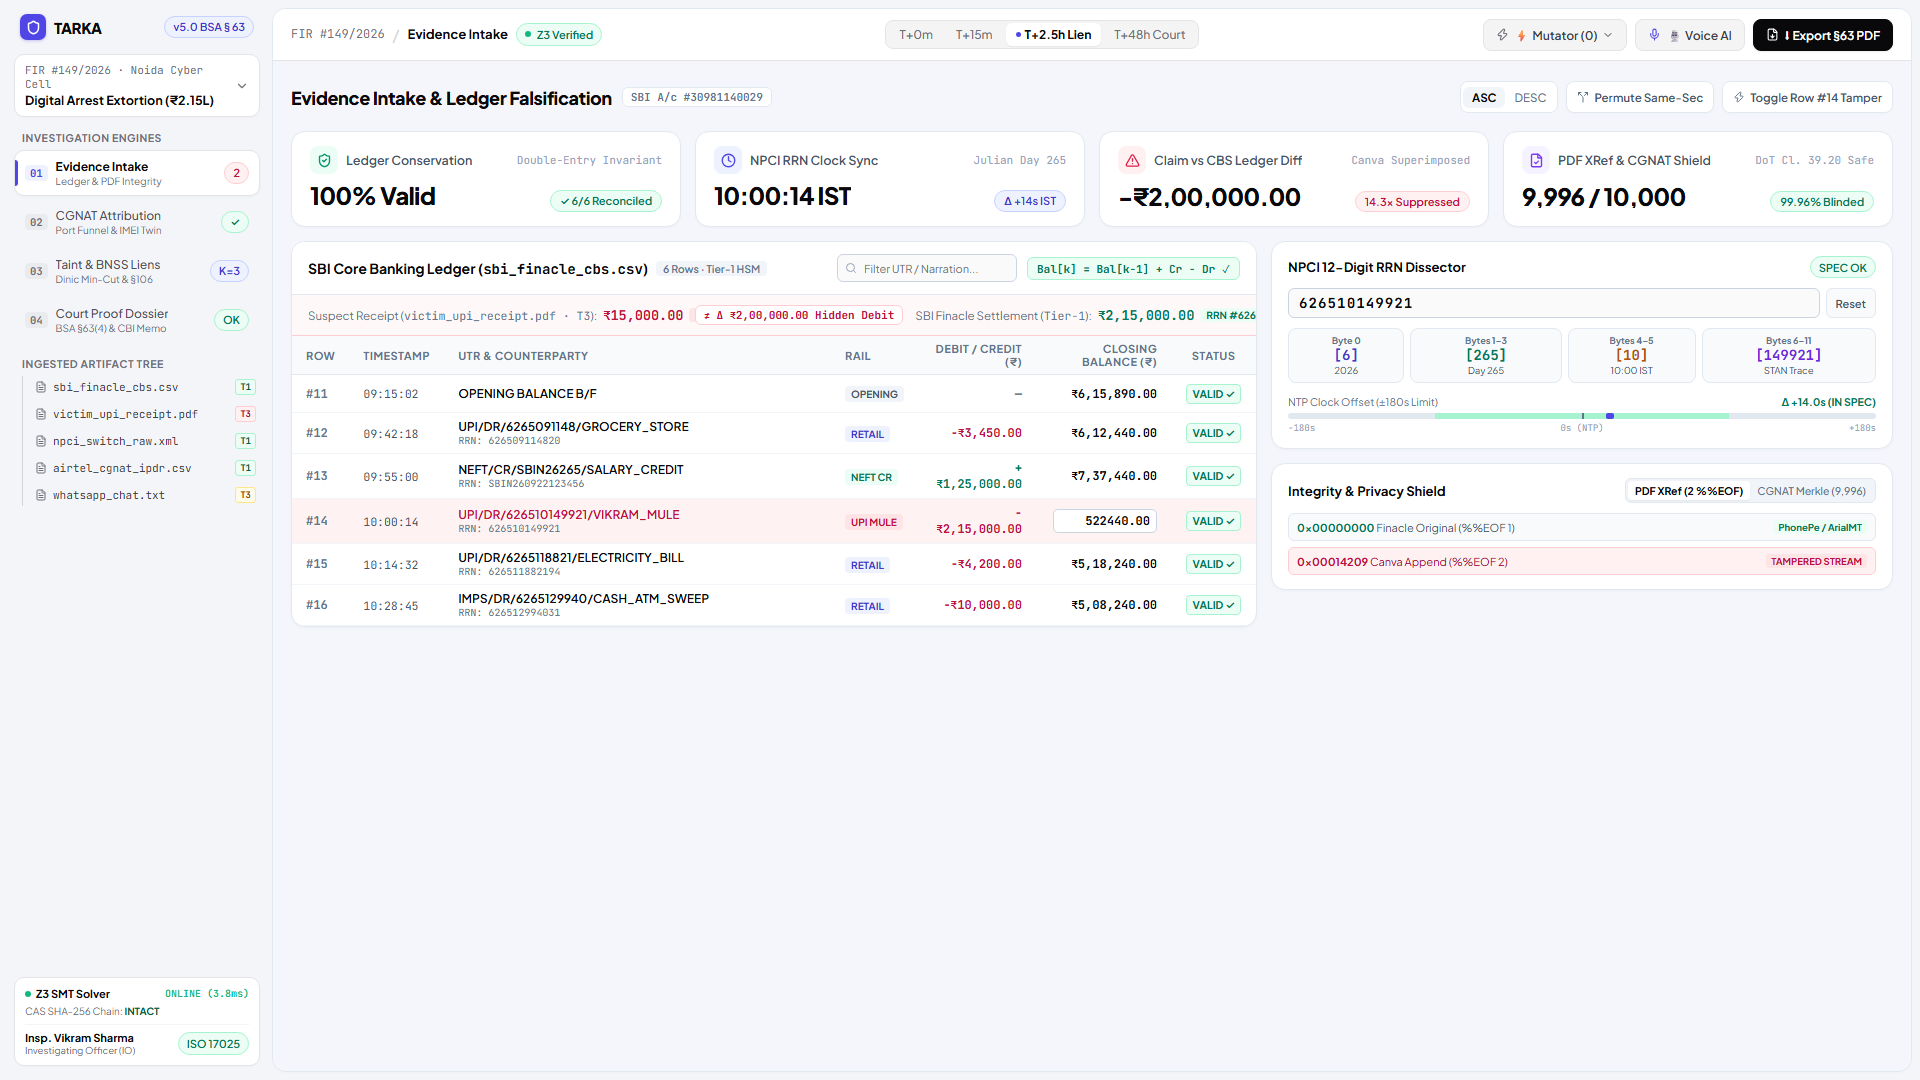 TARKA
v5.0 BSA § 63
FIR #149/2026 · Noida Cyber Cell
Digital Arrest Extortion (₹2.15L)
INVESTIGATION ENGINES
01 Evidence Intake 2
Ledger & PDF Integrity
02 CGNAT Attribution ✓
Port Funnel & IMEI Twin
03 Taint & BNSS Liens K=3
Dinic Min-Cut & §106
04 Court Proof Dossier OK
BSA §63(4) & CBI Memo
INGESTED ARTIFACT TREE
sbi_finacle_cbs.csv T1
victim_upi_receipt.pdf T3
npci_switch_raw.xml T1
airtel_cgnat_ipdr.csv T1
whatsapp_chat.txt T3
Z3 SMT Solver ONLINE (3.8ms)
CAS SHA-256 Chain: INTACT
Insp. Vikram Sharma
Investigating Officer (IO)
ISO 17025
FIR #149/2026 / Evidence Intake Z3 Verified
T+0m T+15m T+2.5h Lien T+48h Court
Mutator (0) Voice AI ⬇ Export §63 PDF
Evidence Intake & Ledger Falsification SBI A/c #30981140029
ASC DESC Permute Same-Sec Toggle Row #14 Tamper
Ledger Conservation Double-Entry Invariant
100% Valid ✓ 6/6 Reconciled
NPCI RRN Clock Sync Julian Day 265
10:00:14 IST Δ +14s IST
Claim vs CBS Ledger Diff Canva Superimposed
-₹2,00,000.00 14.3x Suppressed
PDF XRef & CGNAT Shield DoT Cl. 39.20 Safe
9,996 / 10,000 99.96% Blinded
SBI Core Banking Ledger (sbi_finacle_cbs.csv) 6 Rows · Tier-1 HSM Filter UTR / Narration... Bal[k] = Bal[k-1] + Cr - Dr ✓
Suspect Receipt (victim_upi_receipt.pdf · T3): ₹15,000.00 ≠ Δ ₹2,00,000.00 Hidden Debit SBI Finacle Settlement (Tier-1): ₹2,15,000.00 RRN #626
ROW TIMESTAMP UTR & COUNTERPARTY RAIL DEBIT / CREDIT (₹) CLOSING BALANCE (₹) STATUS
#11 09:15:02 OPENING BALANCE B/F OPENING — ₹6,15,890.00 VALID ✓
#12 09:42:18 UPI/DR/6265091148/GROCERY_STORE RETAIL -₹3,450.00 ₹6,12,440.00 VALID ✓
RRN: 626509114820
#13 09:55:00 NEFT/CR/SBIN26265/SALARY_CREDIT NEFT CR +₹1,25,000.00 ₹7,37,440.00 VALID ✓
RRN: SBIN260922123456
#14 10:00:14 UPI/DR/626510149921/VIKRAM_MULE UPI MULE -₹2,15,000.00 522440.00 VALID ✓
RRN: 626510149921
#15 10:14:32 UPI/DR/6265118821/ELECTRICITY_BILL RETAIL -₹4,200.00 ₹5,18,240.00 VALID ✓
RRN: 626511882194
#16 10:28:45 IMPS/DR/6265129940/CASH_ATM_SWEEP RETAIL -₹10,000.00 ₹5,08,240.00 VALID ✓
RRN: 626512994031
NPCI 12-Digit RRN Dissector SPEC OK
626510149921 Reset
Byte 0 Bytes 1-3 Bytes 4-5 Bytes 6-11
[6] [265] [10] [149921]
2026 Day 265 10:00 IST STAN Trace
NTP Clock Offset (±180s Limit) Δ +14.0s (IN SPEC)
-180s 0s (NTP) +180s
Integrity & Privacy Shield PDF XRef (2 %%EOF) CGNAT Merkle (9,996)
0x00000000 Finacle Original (%%EOF 1) PhonePe / ArialMT
0x00014209 Canva Append (%%EOF 2) TAMPERED STREAM